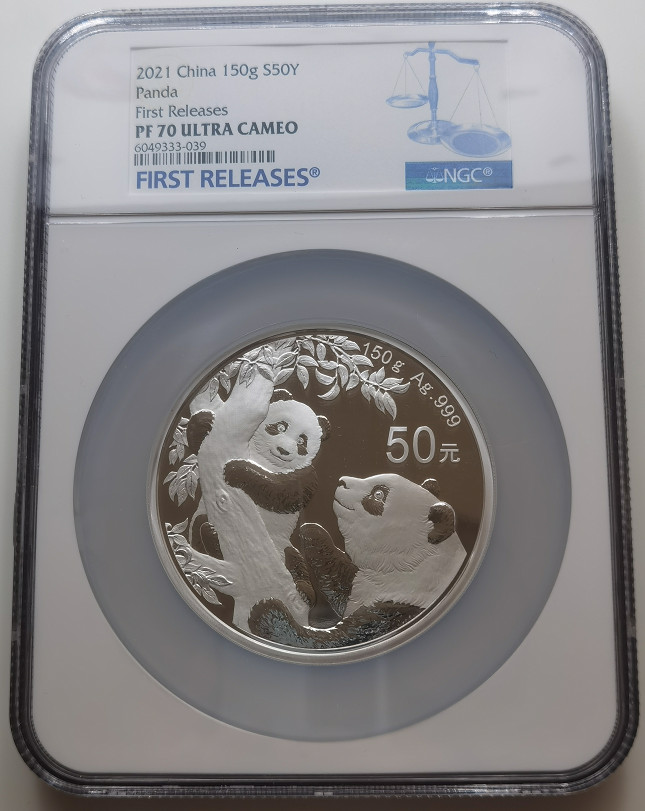 2021 China 150g S50Y
Panda
First Releases
PF 70 ULTRA CAMEO
6049333-039
FIRST RELEASES®
NGC®
150g Ag.999
50元